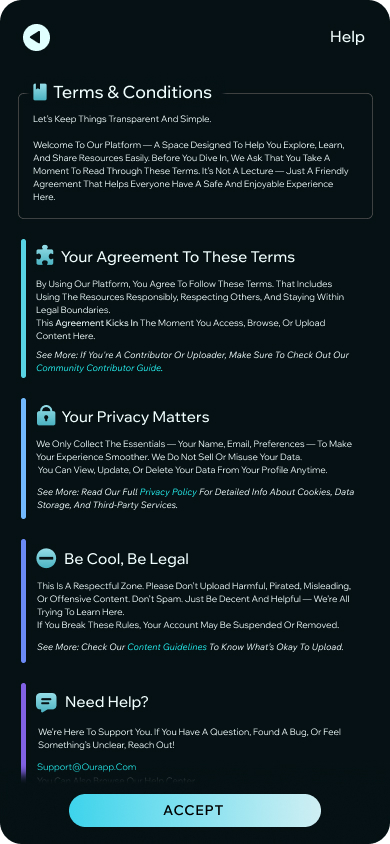 Help
Terms & Conditions
Let's Keep Things Transparent And Simple.
Welcome To Our Platform — A Space Designed To Help You Explore, Learn,
And Share Resources Easily. Before You Dive In, We Ask That You Take A
Moment To Read Through These Terms. It's Not A Lecture — Just A Friendly
Agreement That Helps Everyone Have A Safe And Enjoyable Experience
Here.
Your Agreement To These Terms
By Using Our Platform, You Agree To Follow These Terms. That Includes
Using The Resources Responsibly, Respecting Others, And Staying Within
Legal Boundaries.
This Agreement Kicks In The Moment You Access, Browse, Or Upload
Content Here.
See More: If You're A Contributor Or Uploader, Make Sure To Check Out Our
Community Contributor Guide.
Your Privacy Matters
We Only Collect The Essentials — Your Name, Email, Preferences — To Make
Your Experience Smoother. We Do Not Sell Or Misuse Your Data.
You Can View, Update, Or Delete Your Data From Your Profile Anytime.
See More: Read Our Full Privacy Policy For Detailed Info About Cookies, Data
Storage, And Third-Party Services.
Be Cool, Be Legal
This Is A Respectful Zone. Please Don't Upload Harmful, Pirated, Misleading,
Or Offensive Content. Don't Spam. Just Be Decent And Helpful — We're All
Trying To Learn Here.
If You Break These Rules, Your Account May Be Suspended Or Removed.
See More: Check Our Content Guidelines To Know What's Okay To Upload.
Need Help?
We're Here To Support You. If You Have A Question, Found A Bug, Or Feel
Something's Unclear, Reach Out!
Support@Ourapp.Com
You Can Also Browse Our Help Center
ACCEPT